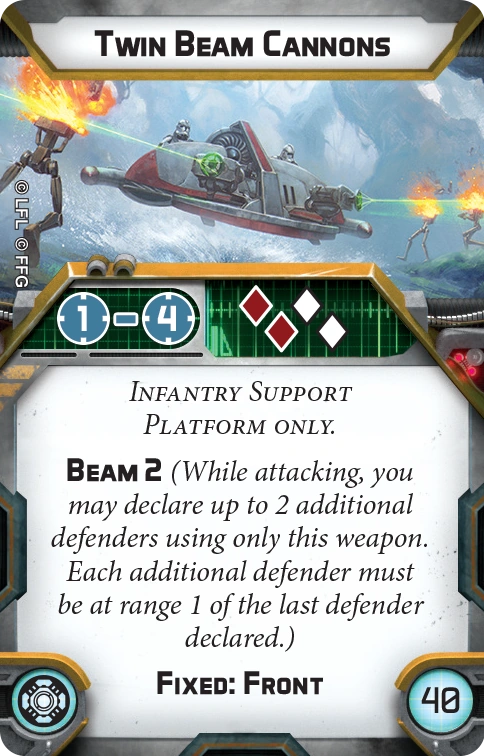 Twin Beam Cannons
© LFL © FFG
1-4
Infantry Support
Platform only.
Beam 2 (While attacking, you
may declare up to 2 additional
defenders using only this weapon.
Each additional defender must
be at range 1 of the last defender
declared.)
Fixed: Front
40